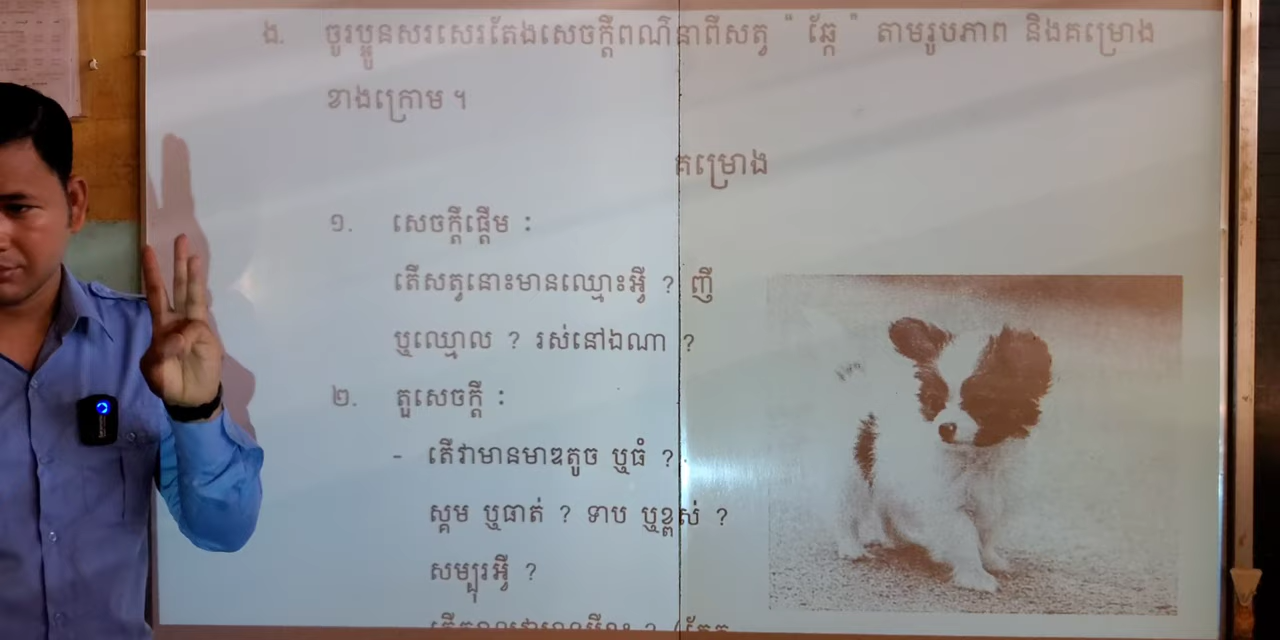 ង. ចូរប្អូនសរសេរតែងសេចក្ដីពណ៌នាពីសត្វ " ឆ្កែ " តាមរូបភាព និងគម្រោង
ខាងក្រោម ។
គម្រោង
១. សេចក្ដីផ្ដើម :
តើសត្វនោះមានឈ្មោះអ្វី ? ញី
ឬឈ្មោល ? រស់នៅឯណា ?
២. តួសេចក្ដី :
- តើវាមានមាឌតូច ឬធំ ?
ស្គម ឬធាត់ ? ទាប ឬខ្ពស់ ?
សម្បុរអ្វី ?